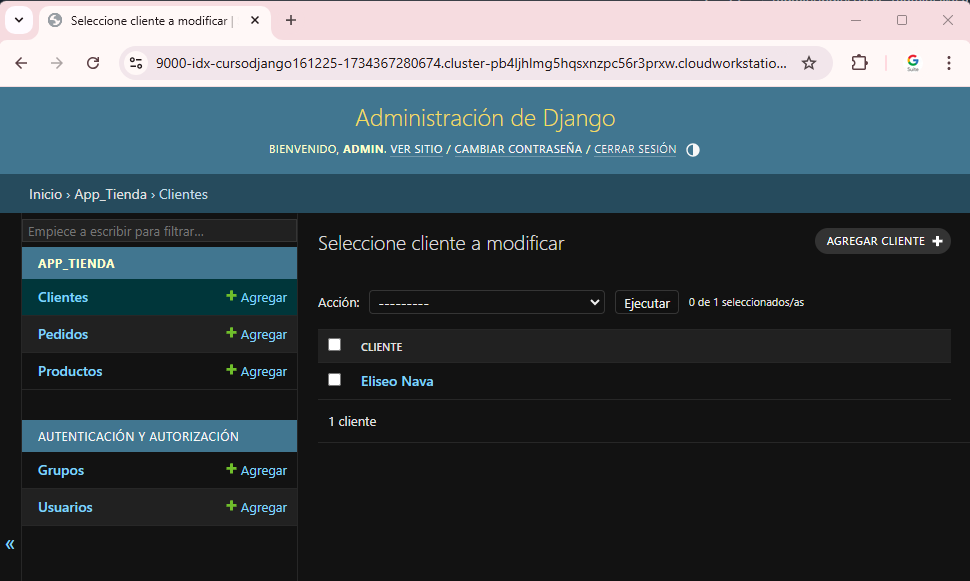 Seleccione cliente a modificar |
9000-idx-cursodjango161225-1734367280674.cluster-pb4ljhlmg5hqsxnzpc56r3prxw.cloudworkstatio...
Administración de Django
BIENVENIDO, ADMIN. VER SITIO / CAMBIAR CONTRASEÑA / CERRAR SESIÓN
Inicio › App_Tienda › Clientes
Empiece a escribir para filtrar...
APP_TIENDA
Clientes + Agregar
Pedidos + Agregar
Productos + Agregar
AUTENTICACIÓN Y AUTORIZACIÓN
Grupos + Agregar
Usuarios + Agregar
«
Seleccione cliente a modificar
AGREGAR CLIENTE +
Acción: --------- Ejecutar 0 de 1 seleccionados/as
CLIENTE
Eliseo Nava
1 cliente